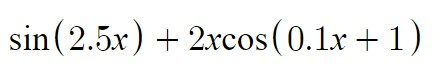 sin(2.5x) + 2xcos(0.1x + 1)